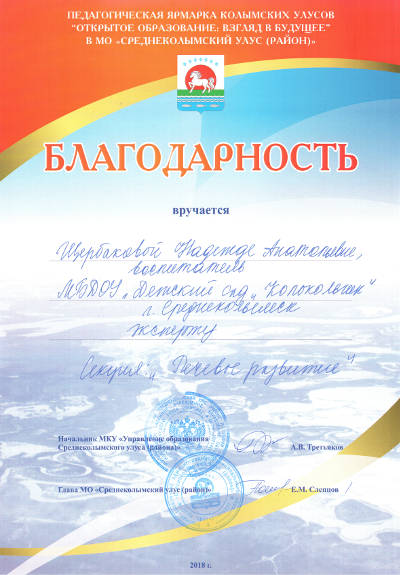 ПЕДАГОГИЧЕСКАЯ ЯРМАРКА КОЛЫМСКИХ УЛУСОВ
"ОТКРЫТОЕ ОБРАЗОВАНИЕ: ВЗГЛЯД В БУДУЩЕЕ"
В МО «СРЕДНЕКОЛЫМСКИЙ УЛУС (РАЙОН)»
БЛАГОДАРНОСТЬ
вручается
Щербаковой Надежде Анатольевне,
воспитатель
МБДОУ „Детский сад „Колокольчик"
г. Среднеколымск
эксперту
Секция: „Речевое развитие"
Начальник МКУ «Управление образования
Среднеколымского улуса (района)» А.В. Третьяков
Глава МО «Среднеколымский улус (район)» Е.М. Слепцов
2018 г.